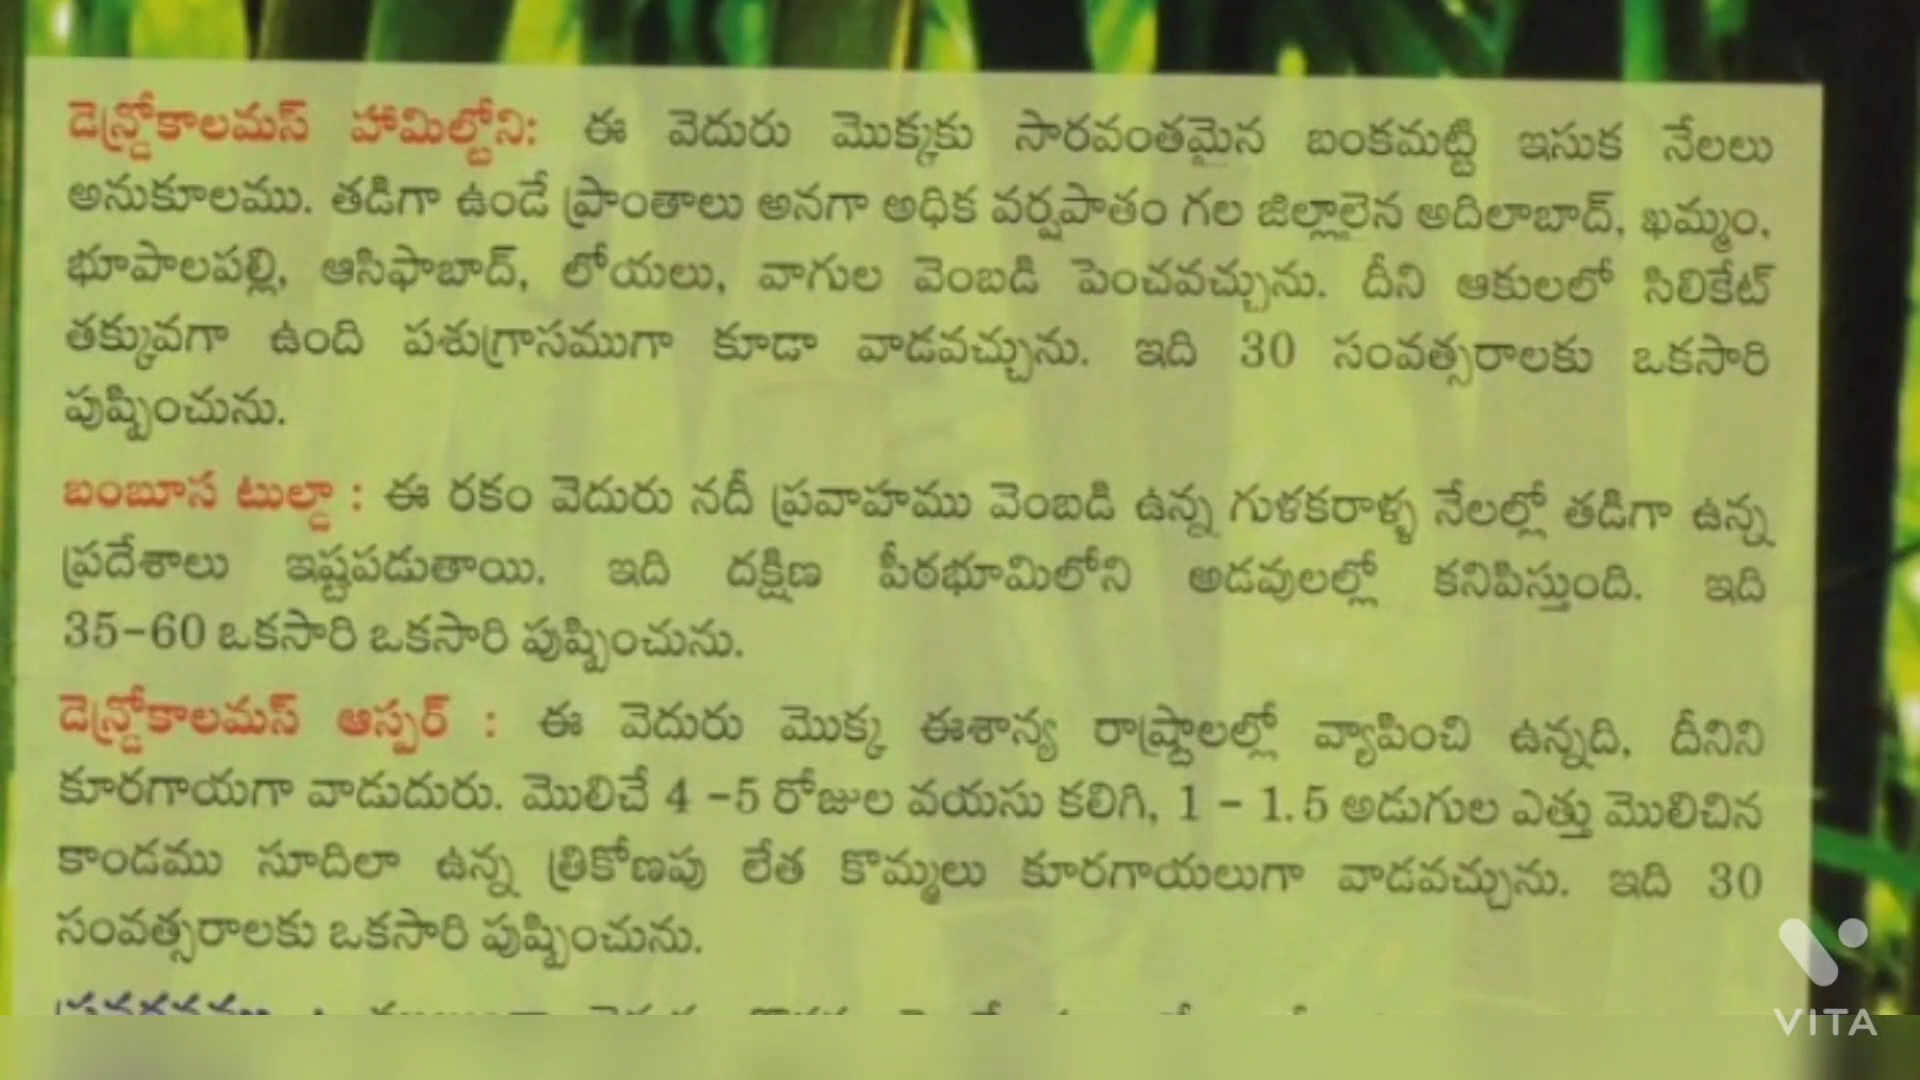 డెన్డ్రోకాలమస్ హామిల్టోని: ఈ వెదురు మొక్కకు సారవంతమైన బంకమట్టి ఇసుక నేలలు
అనుకూలము. తడిగా ఉండే ప్రాంతాలు అనగా అధిక వర్షపాతం గల జిల్లాలైన అదిలాబాద్, ఖమ్మం,
భూపాలపల్లి, ఆసిఫాబాద్, లోయలు, వాగుల వెంబడి పెంచవచ్చును. దీని ఆకులలో సిలికేట్
తక్కువగా ఉంది పశుగ్రాసముగా కూడా వాడవచ్చును. ఇది 30 సంవత్సరాలకు ఒకసారి
పుష్పించును.
బంబూస టుల్డా : ఈ రకం వెదురు నదీ ప్రవాహము వెంబడి ఉన్న గుళకరాళ్ళ నేలల్లో తడిగా ఉన్న
ప్రదేశాలు ఇష్టపడుతాయి. ఇది దక్షిణ పీఠభూమిలోని అడవులల్లో కనిపిస్తుంది. ఇది
35-60 ఒకసారి ఒకసారి పుష్పించును.
డెన్డ్రోకాలమస్ ఆస్పర్ : ఈ వెదురు మొక్క ఈశాన్య రాష్ట్రాలల్లో వ్యాపించి ఉన్నది, దీనిని
కూరగాయగా వాడుదురు. మొలిచే 4 -5 రోజుల వయసు కలిగి, 1 - 1.5 అడుగుల ఎత్తు మొలిచిన
కాండము సూదిలా ఉన్న త్రికోణపు లేత కొమ్మలు కూరగాయలుగా వాడవచ్చును. ఇది 30
సంవత్సరాలకు ఒకసారి పుష్పించును.
VITA